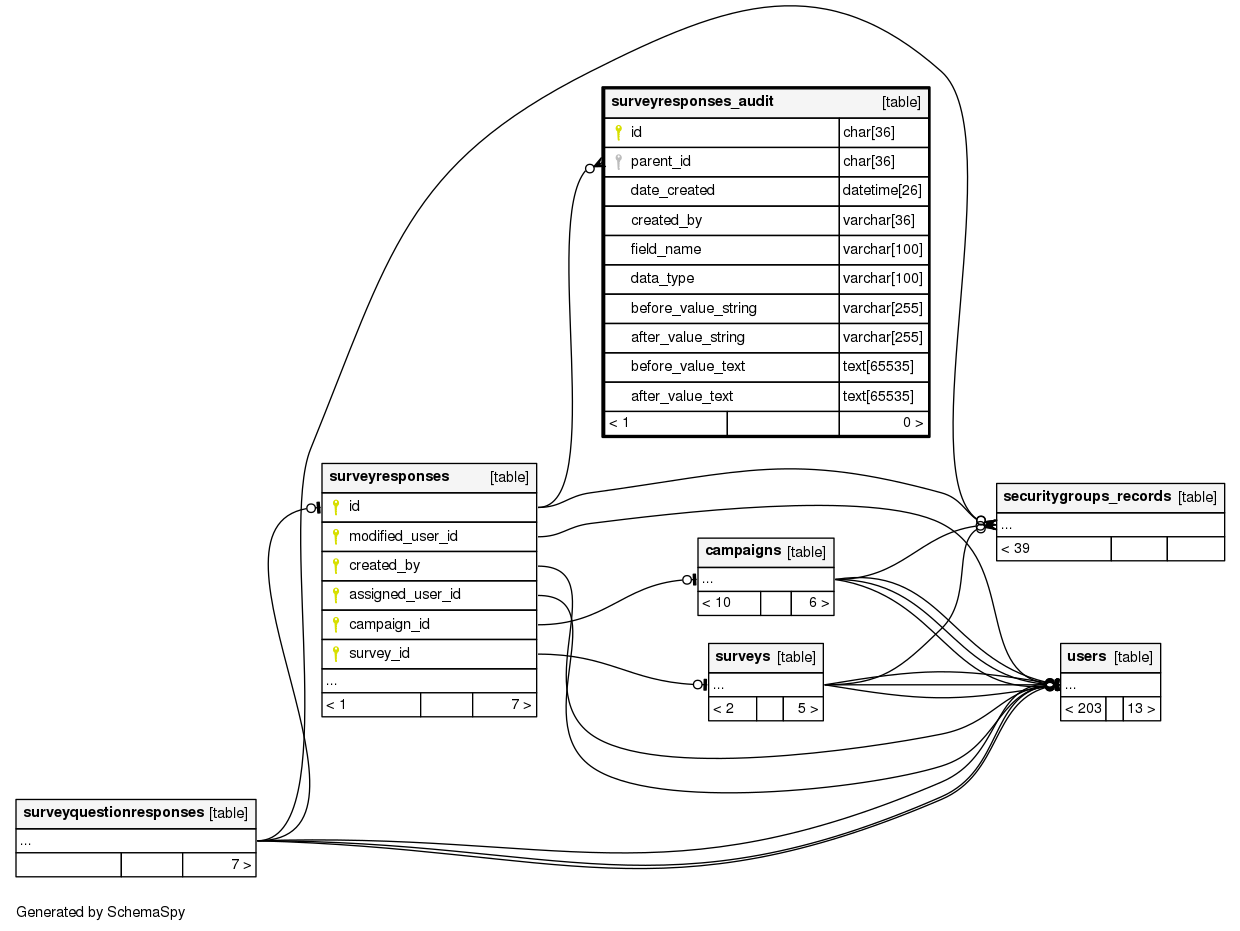 surveyresponses_audit [table]
id char[36]
parent_id char[36]
date_created datetime[26]
created_by varchar[36]
field_name varchar[100]
data_type varchar[100]
before_value_string varchar[255]
after_value_string varchar[255]
before_value_text text[65535]
after_value_text text[65535]
< 1 0 >
surveyresponses [table]
id
modified_user_id
created_by
assigned_user_id
campaign_id
survey_id
...
< 1 7 >
securitygroups_records [table]
...
< 39
campaigns [table]
...
< 10 6 >
surveys [table]
...
< 2 5 >
users [table]
...
< 203 13 >
surveyquestionresponses [table]
...
7 >
Generated by SchemaSpy